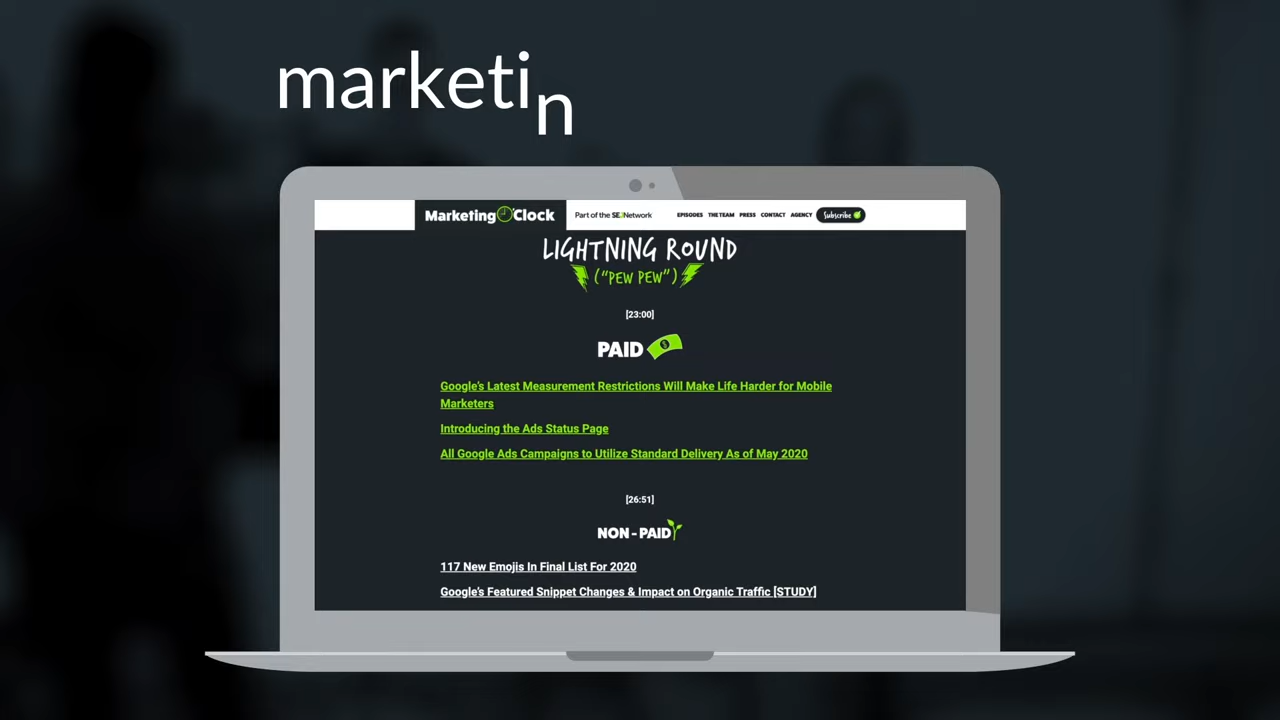 marketin
Marketing O'Clock
Part of the SEJ Network
EPISODES THE TEAM PRESS CONTACT AGENCY Subscribe
LIGHTNING ROUND
("PEW PEW")
[23:00]
PAID
Google's Latest Measurement Restrictions Will Make Life Harder for Mobile
Marketers
Introducing the Ads Status Page
All Google Ads Campaigns to Utilize Standard Delivery As of May 2020
[26:51]
NON-PAID
117 New Emojis In Final List For 2020
Google's Featured Snippet Changes & Impact on Organic Traffic [STUDY]